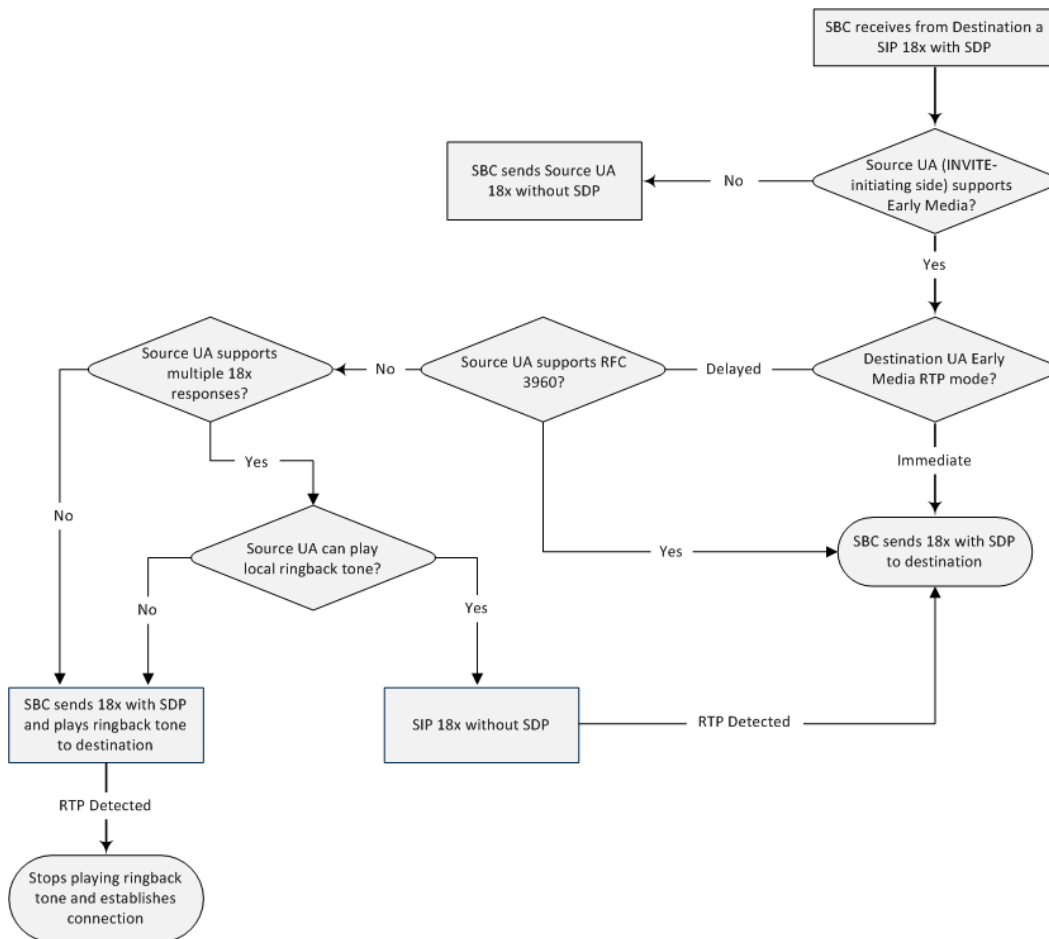 SBC receives from Destination a
SIP 18x with SDP
Source UA (INVITE-
initiating side) supports
Early Media?
No
SBC sends Source UA
18x without SDP
Yes
Destination UA Early
Media RTP mode?
Delayed
Source UA supports RFC
3960?
No
Source UA supports
multiple 18x
responses?
Immediate
Yes
No
Source UA can play
local ringback tone?
Yes
SBC sends 18x with SDP
to destination
No
Yes
SBC sends 18x with SDP
and plays ringback tone
to destination
SIP 18x without SDP
RTP Detected
RTP Detected
Stops playing ringback
tone and establishes
connection